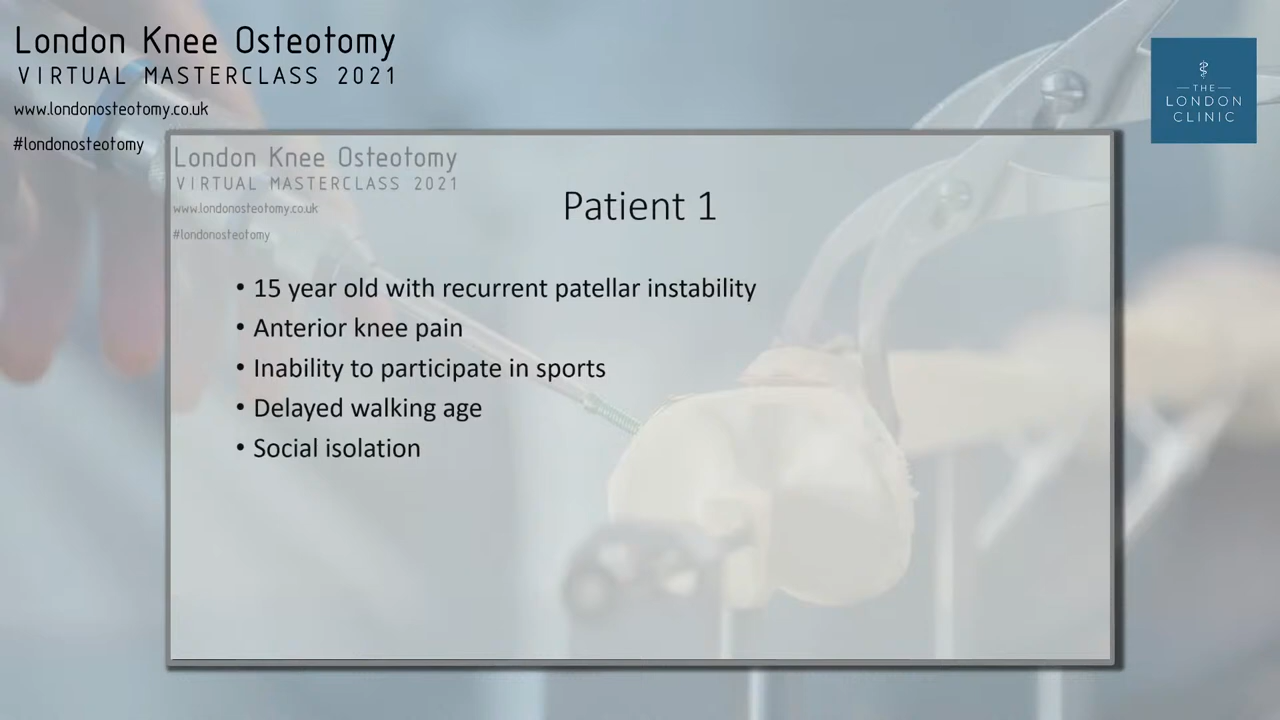 London Knee Osteotomy
VIRTUAL MASTERCLASS 2021
www.londonosteotomy.co.uk
#londonosteotomy
THE
LONDON
CLINIC
London Knee Osteotomy
VIRTUAL MASTERCLASS 2021
www.londonosteotomy.co.uk
#londonosteotomy
Patient 1
• 15 year old with recurrent patellar instability
• Anterior knee pain
• Inability to participate in sports
• Delayed walking age
• Social isolation